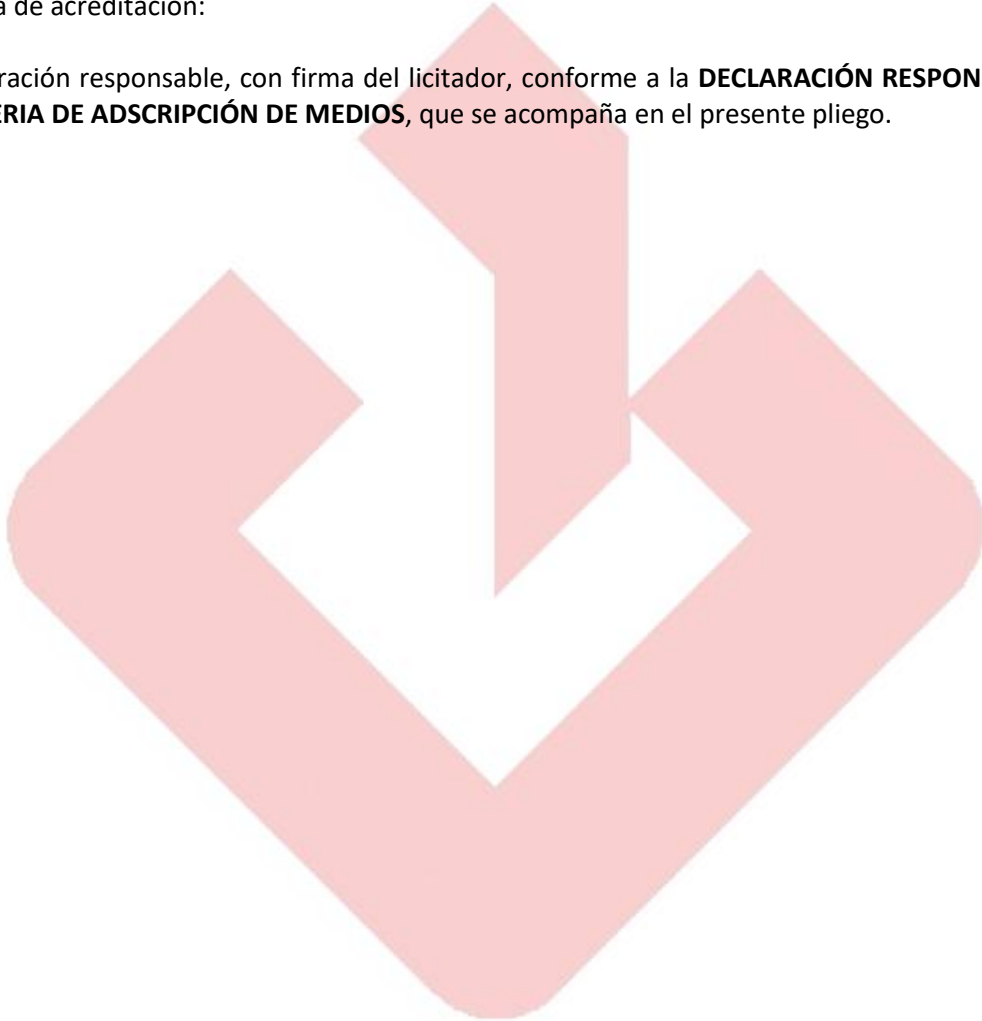 a de acreditación:
ración responsable, con firma del licitador, conforme a la DECLARACIÓN RESPON
ERIA DE ADSCRIPCIÓN DE MEDIOS, que se acompaña en el presente pliego.